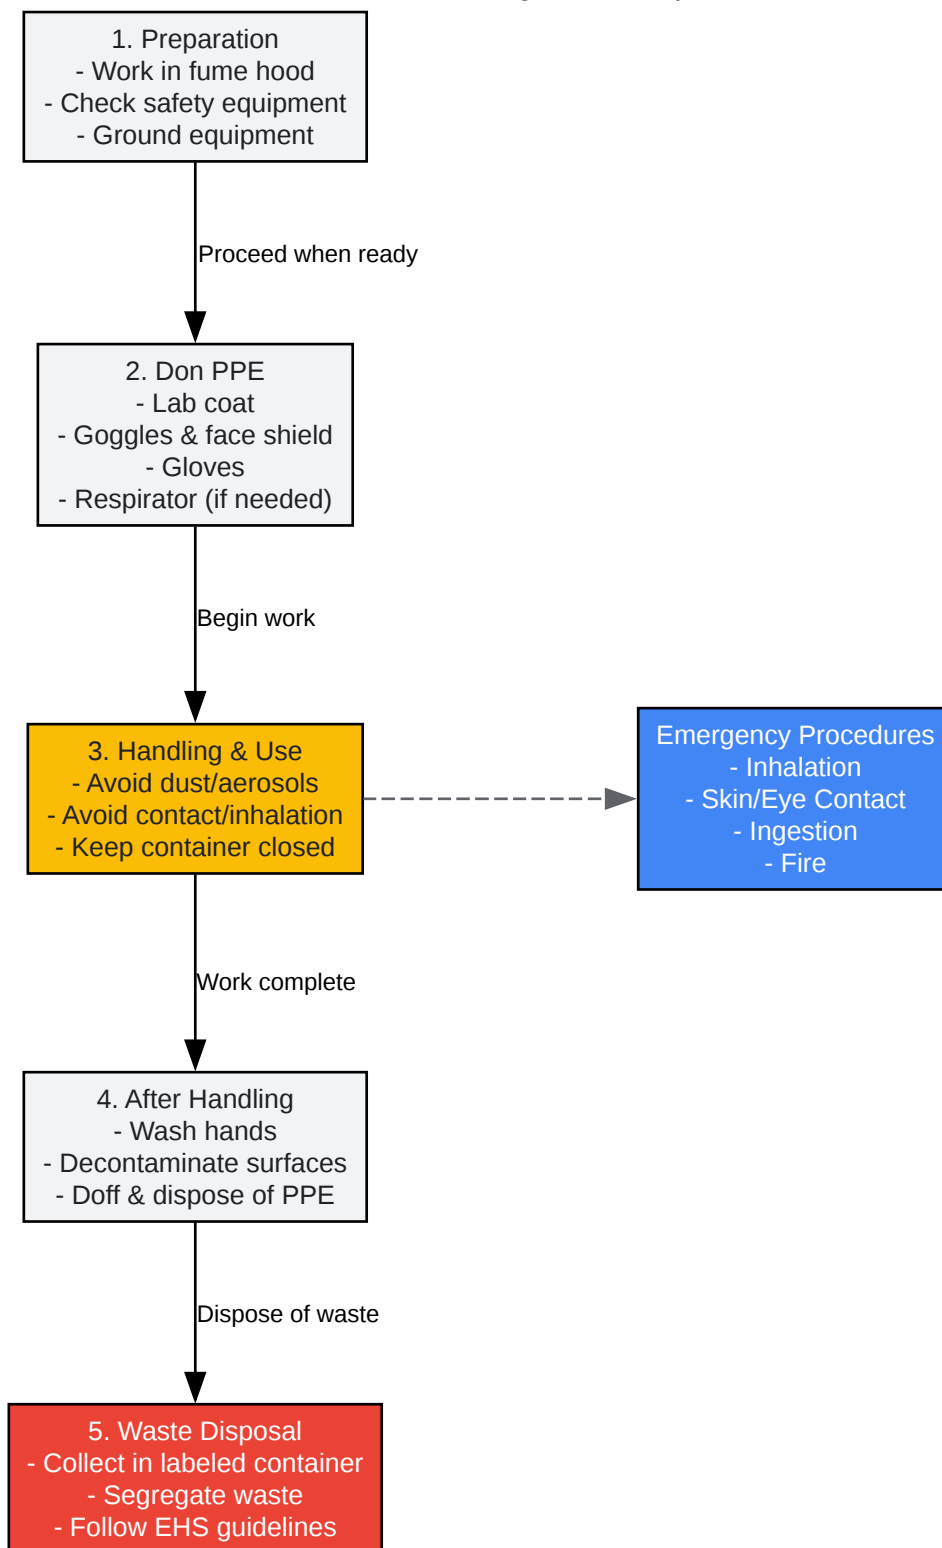 1. Preparation
- Work in fume hood
- Check safety equipment
- Ground equipment
Proceed when ready
2. Don PPE
- Lab coat
- Goggles & face shield
- Gloves
- Respirator (if needed)
Begin work
3. Handling & Use
- Avoid dust/aerosols
- Avoid contact/inhalation
- Keep container closed
Emergency Procedures
- Inhalation
- Skin/Eye Contact
- Ingestion
- Fire
Work complete
4. After Handling
- Wash hands
- Decontaminate surfaces
- Doff & dispose of PPE
Dispose of waste
5. Waste Disposal
- Collect in labeled container
- Segregate waste
- Follow EHS guidelines